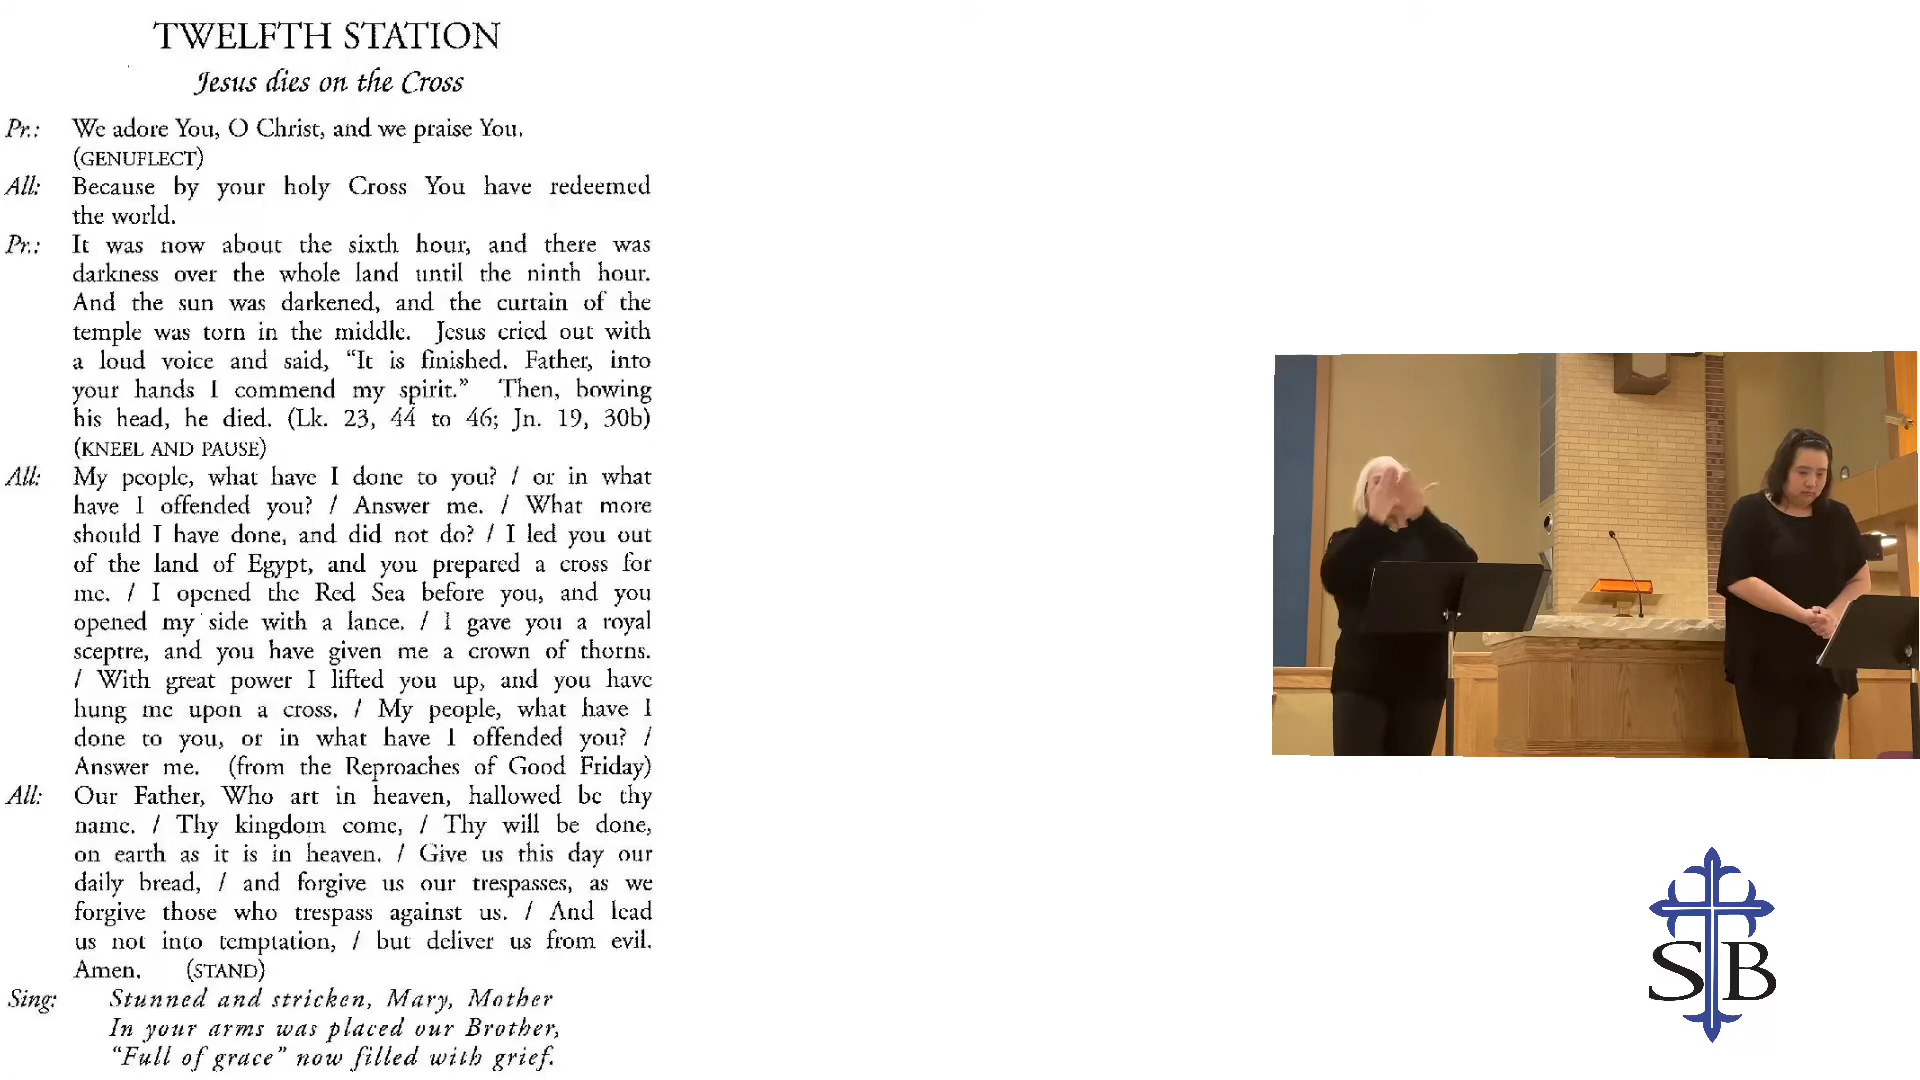 TWELFTH STATION
Jesus dies on the Cross
Pr.: We adore You, O Christ, and we praise You.
(GENUFLECT)
All: Because by your holy Cross You have redeemed
the world.
Pr.: It was now about the sixth hour, and there was
darkness over the whole land until the ninth hour.
And the sun was darkened, and the curtain of the
temple was torn in the middle. Jesus cried out with
a loud voice and said, “It is finished. Father, into
your hands I commend my spirit.” Then, bowing
his head, he died. (Lk. 23, 44 to 46; Jn. 19, 30b)
(KNEEL AND PAUSE)
All: My people, what have I done to you? / or in what
have I offended you? / Answer me. / What more
should I have done, and did not do? / I led you out
of the land of Egypt, and you prepared a cross for
me. / I opened the Red Sea before you, and you
opened my side with a lance. / I gave you a royal
sceptre, and you have given me a crown of thorns.
/ With great power I lifted you up, and you have
hung me upon a cross. / My people, what have I
done to you, or in what have I offended you? /
Answer me. (from the Reproaches of Good Friday)
All: Our Father, Who art in heaven, hallowed be thy
name. / Thy kingdom come, / Thy will be done,
on earth as it is in heaven. / Give us this day our
daily bread, / and forgive us our trespasses, as we
forgive those who trespass against us. / And lead
us not into temptation, / but deliver us from evil.
Amen. (STAND)
Sing: Stunned and stricken, Mary, Mother
In your arms was placed our Brother,
“Full of grace” now filled with grief.
SB